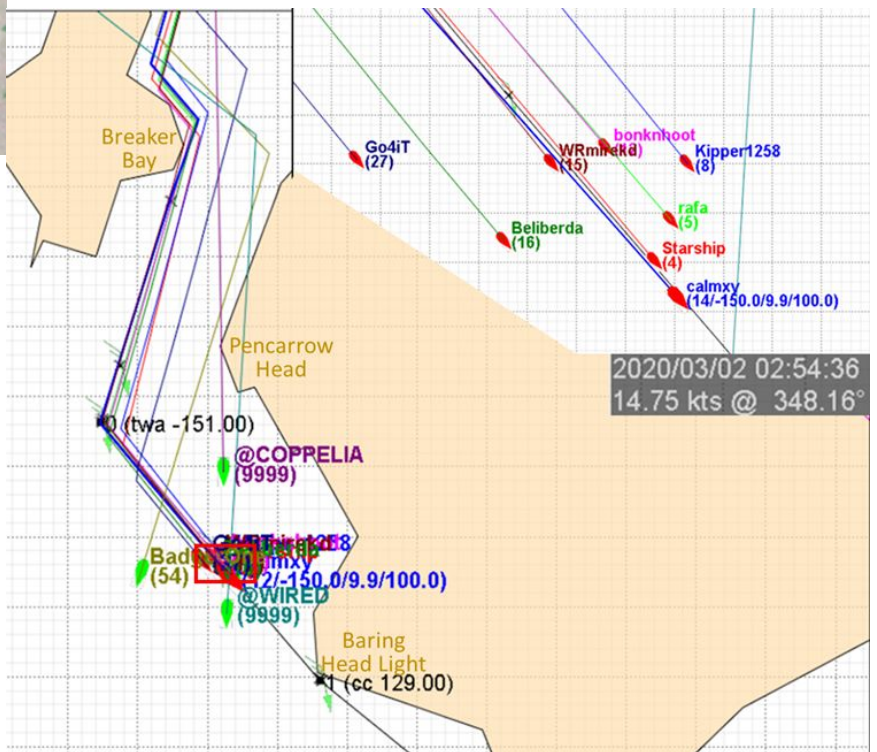 Breaker
Bay
Go4iT
(27)
Beliberda
(16)
WRmirekd
(15)
bonknhoot
Kipper1258
(8)
rafa
(5)
Starship
(4)
calmxy
(14/-150.0/9.9/100.0)
2020/03/02 02:54:36
14.75 kts @ 348.16°
Pencarrow
Head
(twa -151.00)
@COPPELIA
(9999)
(54)
/-150.0/9.9/100.0)
@WIRED
(9999)
Baring
Head Light
1 (cc 129.00)